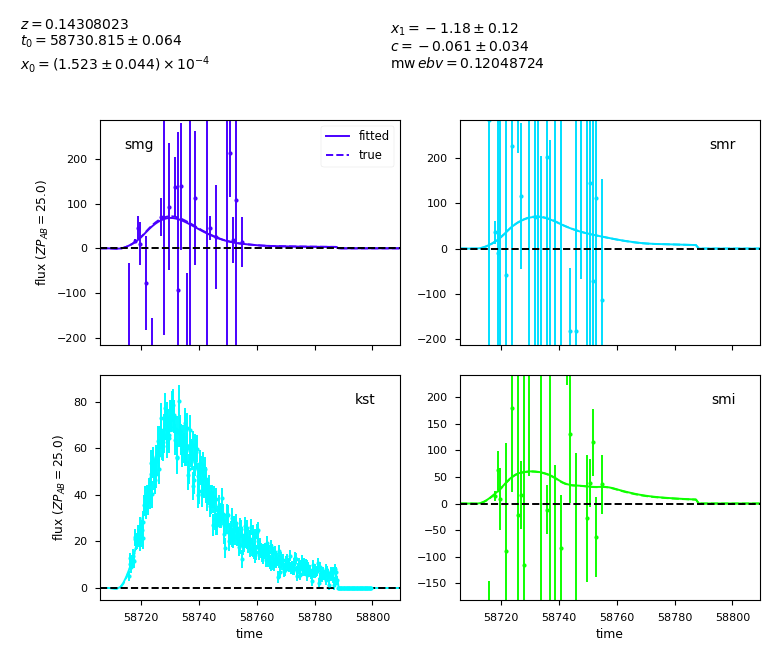 z = 0.14308023
t₀ = 58730.815 ± 0.064
x₀ = (1.523 ± 0.044) × 10⁻⁴
x₁ = −1.18 ± 0.12
c = −0.061 ± 0.034
mw ebv = 0.12048724
smg
fitted
true
200
100
0
−100
−200
flux (ZP_AB = 25.0)
smr
200
100
0
−100
−200
kst
80
60
40
20
0
flux (ZP_AB = 25.0)
58720 58740 58760 58780 58800
time
smi
200
150
100
50
0
−50
−100
−150
58720 58740 58760 58780 58800
time